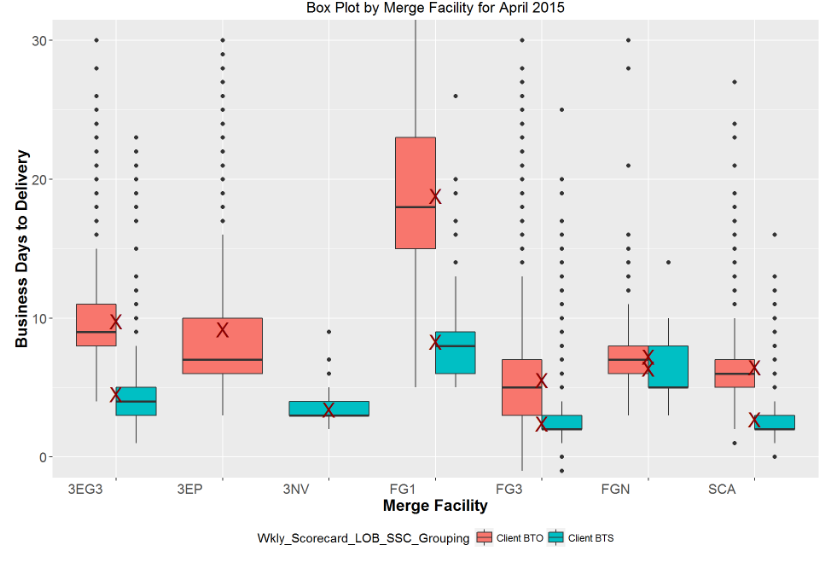 Box Plot by Merge Facility for April 2015
30
20
10
0
Business Days to Delivery
3EG3 3EP 3NV FG1 FG3 FGN SCA
Merge Facility
Wkly_Scorecard_LOB_SSC_Grouping Client BTO Client BTS